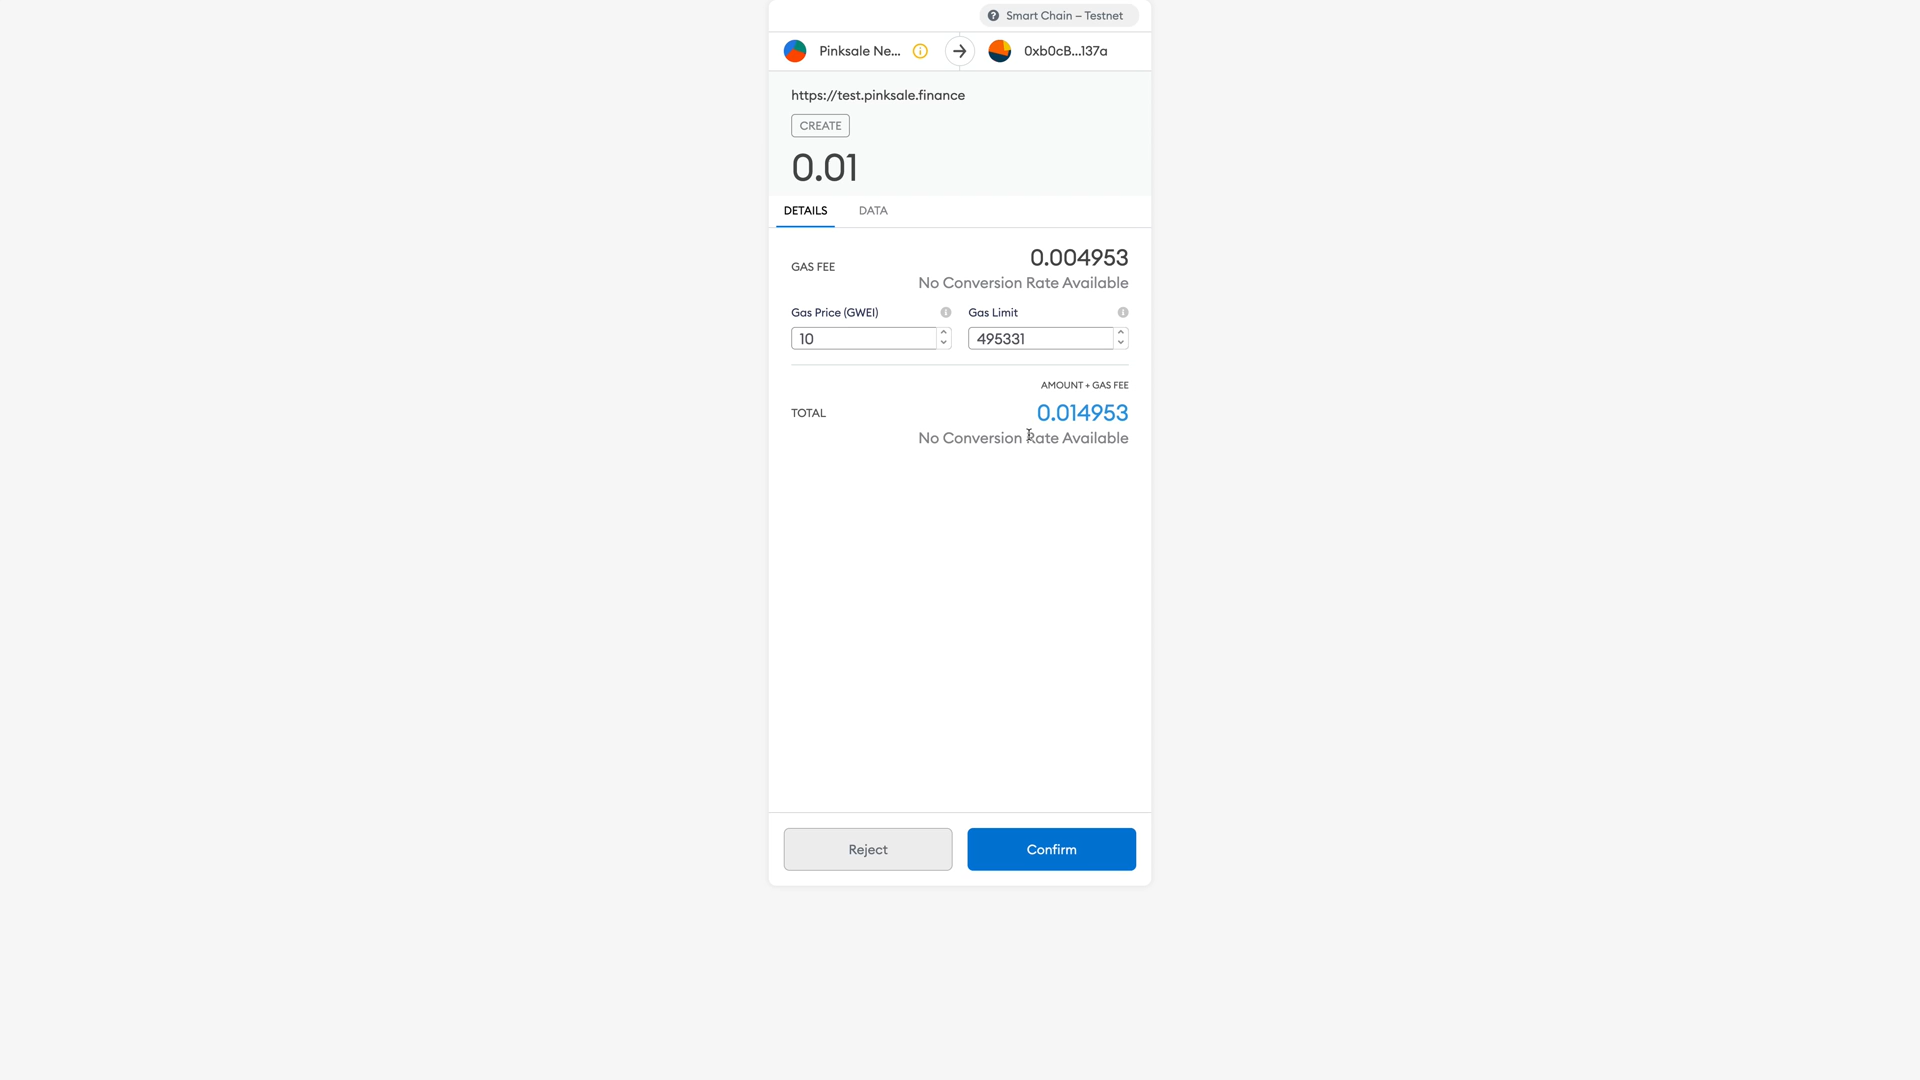 Smart Chain – Testnet
Pinksale Ne... 0xb0cB...137a
https://test.pinksale.finance
CREATE
0.01
DETAILS DATA
GAS FEE 0.004953
No Conversion Rate Available
Gas Price (GWEI) Gas Limit
10 495331
AMOUNT + GAS FEE
TOTAL 0.014953
No Conversion Rate Available
Reject Confirm